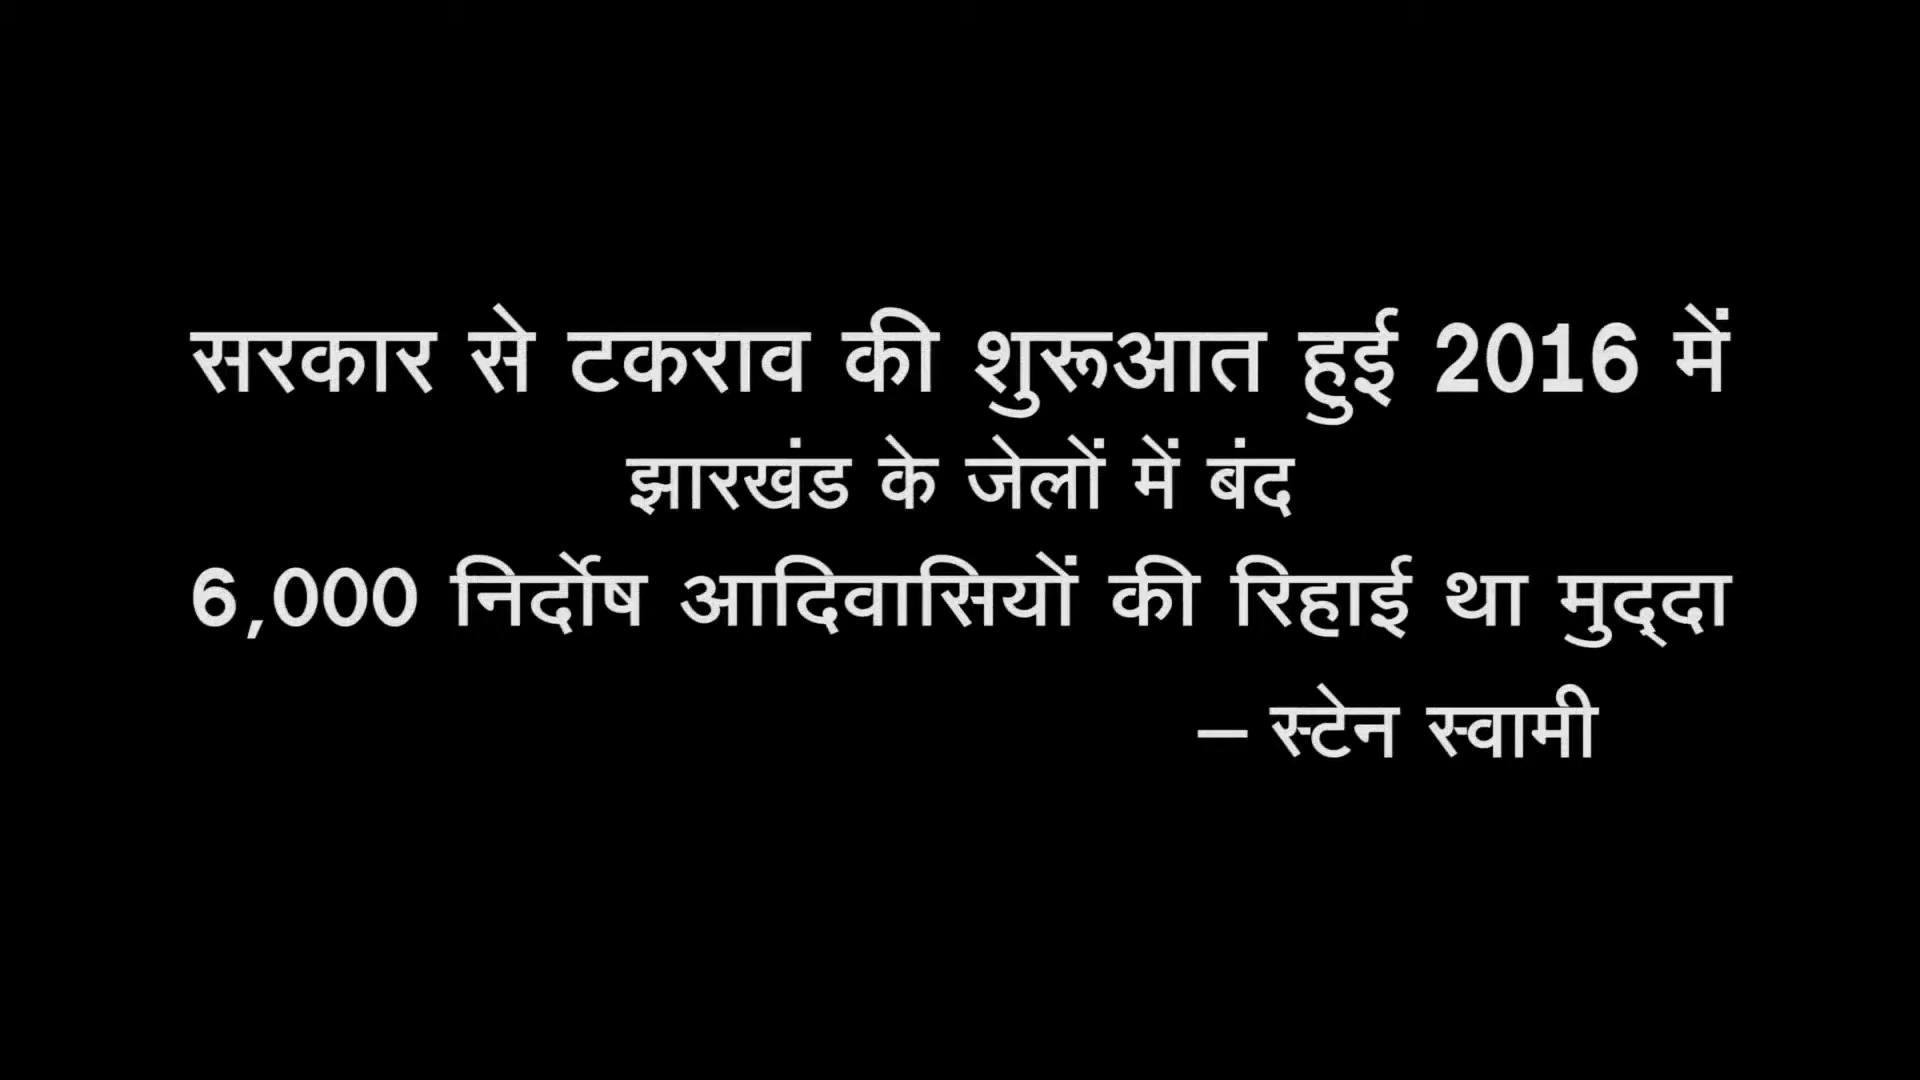 सरकार से टकराव की शुरूआत हुई 2016 में
झारखंड के जेलों में बंद
6,000 निर्दोष आदिवासियों की रिहाई था मुद्‌दा
– स्टेन स्वामी